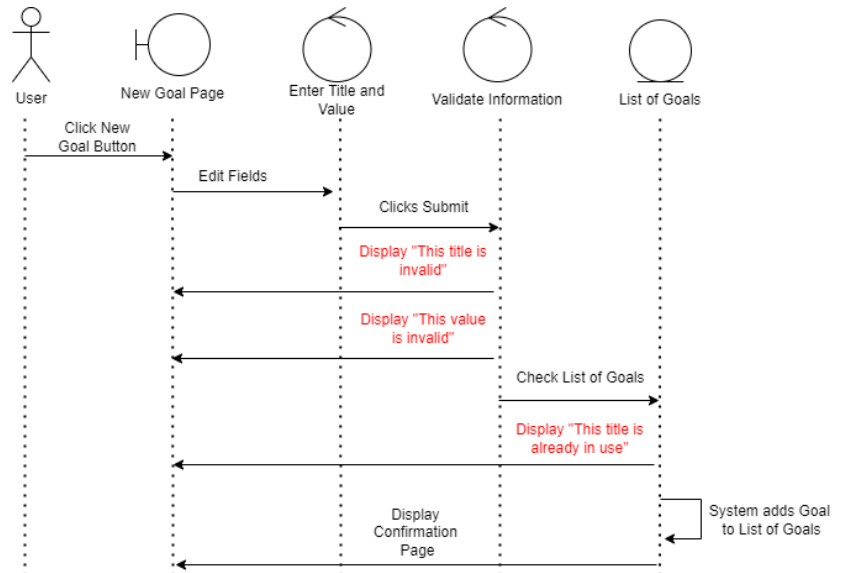 User
New Goal Page
Enter Title and
Value
Validate Information
List of Goals
Click New
Goal Button
Edit Fields
Clicks Submit
Display "This title is
invalid"
Display "This value
is invalid"
Check List of Goals
Display "This title is
already in use"
System adds Goal
to List of Goals
Display
Confirmation
Page